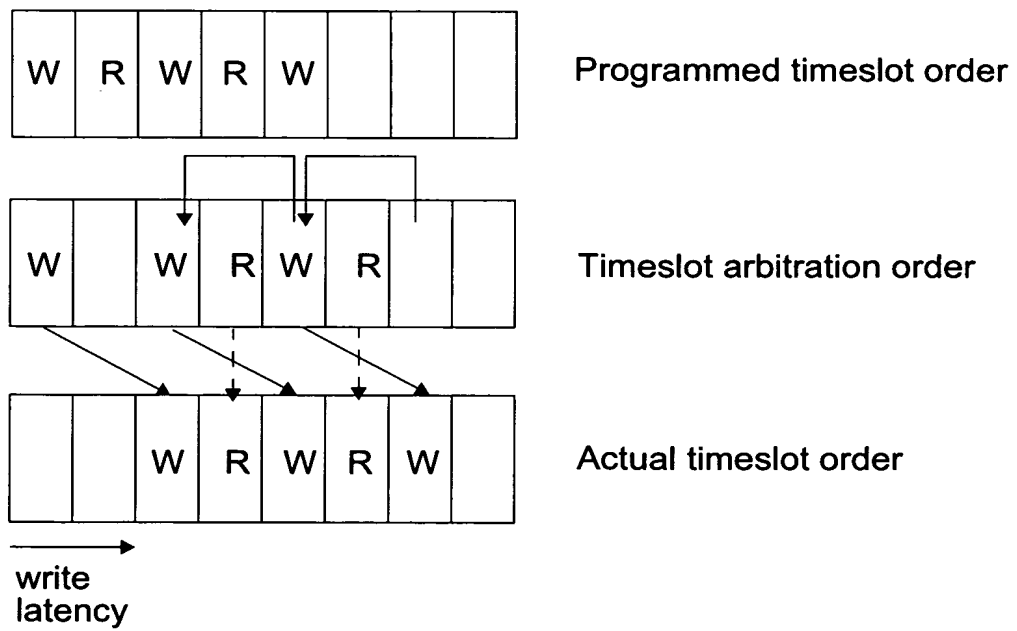 W R W R W Programmed timeslot order
W W R W R Timeslot arbitration order
W R W R W Actual timeslot order
write
latency